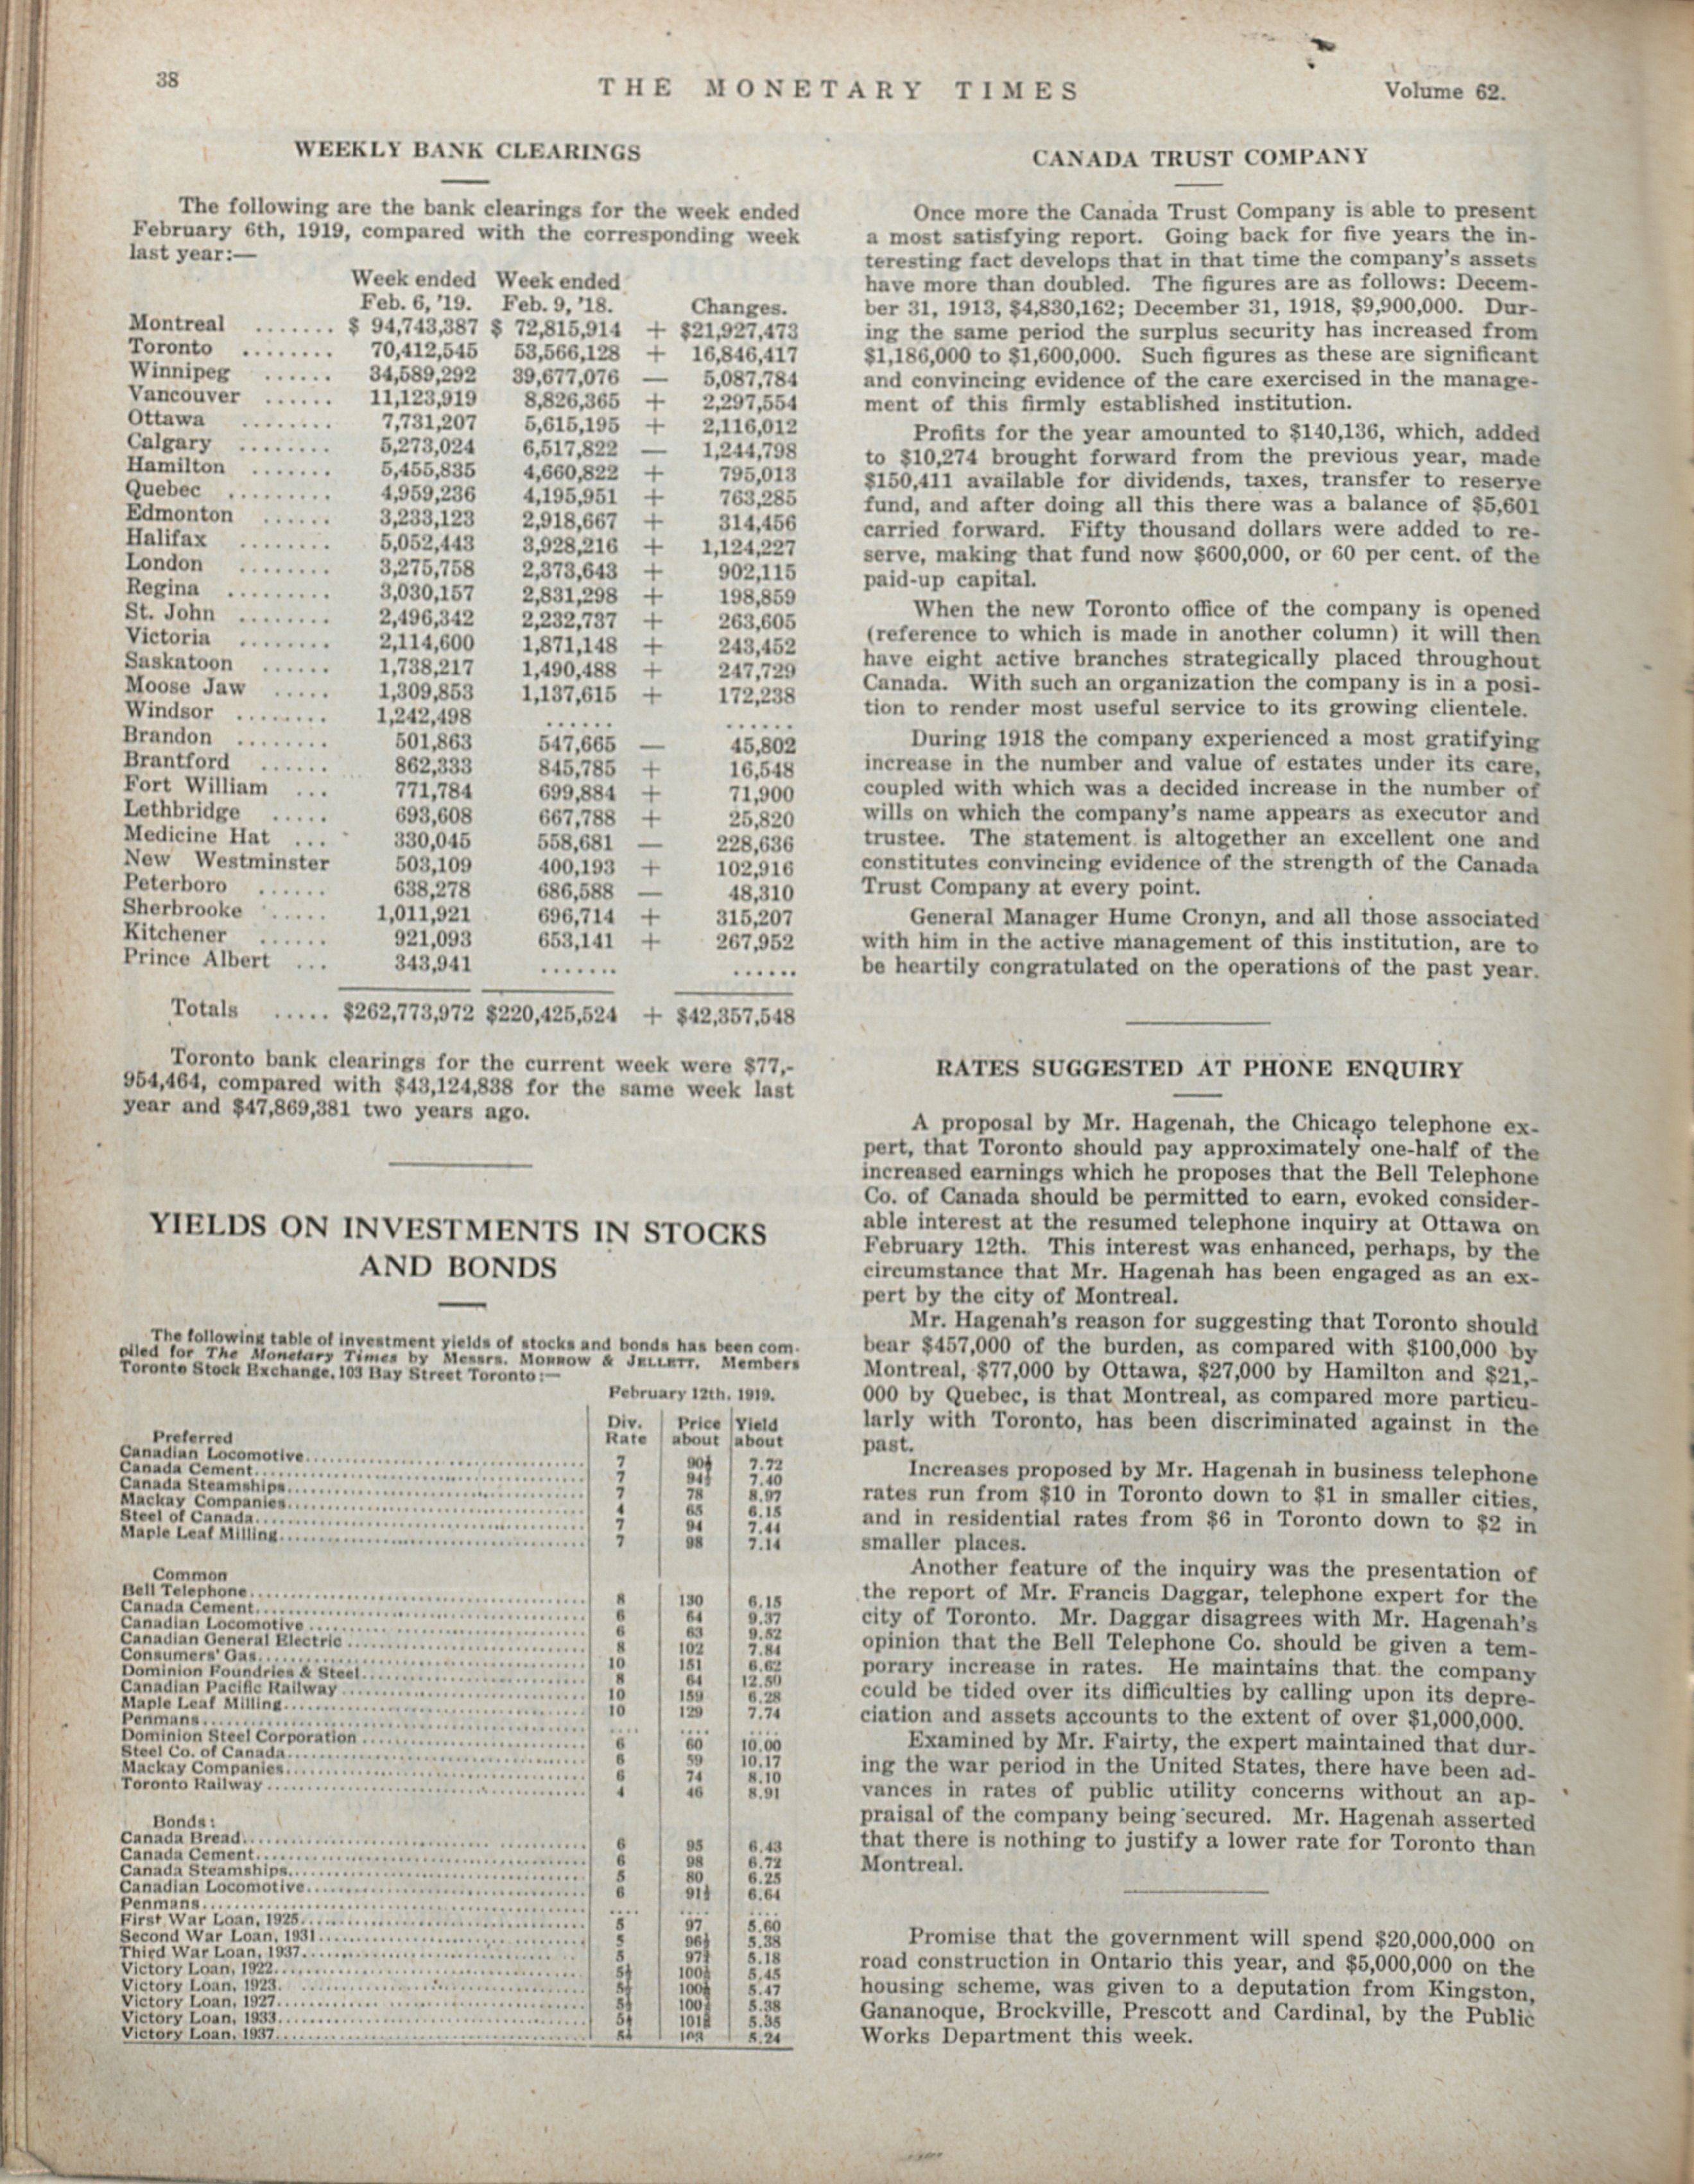 38
THE MONETARY TIMES
Volume 62.
WEEKLY BANK CLEARINGS
The following are the bank clearings for the week ended
February 6th, 1919, compared with the corresponding week
last year:—
Week ended Week ended
Feb. 6, '19. Feb. 9, '18. Changes.
Montreal ....... $ 94,743,387 $ 72,815,914 + $21,927,473
Toronto ........ 70,412,545 53,566,128 + 16,846,417
Winnipeg ...... 34,589,292 39,677,076 — 5,087,784
Vancouver ...... 11,123,919 8,826,365 + 2,297,554
Ottawa ........ 7,731,207 5,615,195 + 2,116,012
Calgary ........ 5,273,024 6,517,822 — 1,244,798
Hamilton ....... 5,455,835 4,660,822 + 795,013
Quebec ......... 4,959,236 4,195,951 + 763,285
Edmonton ...... 3,233,123 2,918,667 + 314,456
Halifax ........ 5,052,443 3,928,216 + 1,124,227
London ........ 3,275,758 2,373,643 + 902,115
Regina ......... 3,030,157 2,831,298 + 198,859
St. John ........ 2,496,342 2,232,737 + 263,605
Victoria ........ 2,114,600 1,871,148 + 243,452
Saskatoon ...... 1,738,217 1,490,488 + 247,729
Moose Jaw ..... 1,309,853 1,137,615 + 172,238
Windsor ........ 1,242,498 ...... ......
Brandon ........ 501,863 547,665 — 45,802
Brantford ...... 862,333 845,785 + 16,548
Fort William ... 771,784 699,884 + 71,900
Lethbridge ..... 693,608 667,788 + 25,820
Medicine Hat ... 330,045 558,681 — 228,636
New Westminster 503,109 400,193 + 102,916
Peterboro ...... 638,278 686,588 — 48,310
Sherbrooke ..... 1,011,921 696,714 + 315,207
Kitchener ...... 921,093 653,141 + 267,952
Prince Albert ... 343,941 ....... ......
Totals ..... $262,773,972 $220,425,524 + $42,357,548
Toronto bank clearings for the current week were $77,-
954,464, compared with $43,124,838 for the same week last
year and $47,869,381 two years ago.
YIELDS ON INVESTMENTS IN STOCKS
AND BONDS
The following table of investment yields of stocks and bonds has been com-
piled for The Monetary Times by Messrs. MORROW & JELLETT, Members
Toronto Stock Exchange, 103 Bay Street Toronto:—
February 12th, 1919.
Div. Price Yield
Preferred Rate about about
Canadian Locomotive 7 7.72
Canada Cement 7 7.40
Canada Steamships 7 78 8.97
Mackay Companies 4 65 6.15
Steel of Canada 7 94 7.44
Maple Leaf Milling 7 98 7.14
Common
Bell Telephone 8 130 6.15
Canada Cement 6 64 9.37
Canadian Locomotive 6 63 9.52
Canadian General Electric 8 102 7.84
Consumers' Gas 10 151 6.62
Dominion Foundries & Steel 8 64 12.50
Canadian Pacific Railway 10 159 6.28
Maple Leaf Milling 10 129 7.74
Penmans .... .... ....
Dominion Steel Corporation 6 60 10.00
Steel Co. of Canada 6 59 10.17
Mackay Companies 6 74 8.10
Toronto Railway 4 46 8.91
Bonds:
Canada Bread 6 95 6.43
Canada Cement 6 98 6.72
Canada Steamships 5 80 6.25
Canadian Locomotive 6 91½ 6.64
Penmans .... .... ....
First War Loan, 1925 5 97 5.60
Second War Loan, 1931 5 5.38
Third War Loan, 1937 5 5.18
Victory Loan, 1922 5½ 5.45
Victory Loan, 1923 5½ 5.47
Victory Loan, 1927 5½ 5.38
Victory Loan, 1933 5½ 5.35
Victory Loan, 1937 5½ 103 5.24
CANADA TRUST COMPANY
Once more the Canada Trust Company is able to present
a most satisfying report. Going back for five years the in-
teresting fact develops that in that time the company's assets
have more than doubled. The figures are as follows: Decem-
ber 31, 1913, $4,830,162; December 31, 1918, $9,900,000. Dur-
ing the same period the surplus security has increased from
$1,186,000 to $1,600,000. Such figures as these are significant
and convincing evidence of the care exercised in the manage-
ment of this firmly established institution.
Profits for the year amounted to $140,136, which, added
to $10,274 brought forward from the previous year, made
$150,411 available for dividends, taxes, transfer to reserve
fund, and after doing all this there was a balance of $5,601
carried forward. Fifty thousand dollars were added to re-
serve, making that fund now $600,000, or 60 per cent. of the
paid-up capital.
When the new Toronto office of the company is opened
(reference to which is made in another column) it will then
have eight active branches strategically placed throughout
Canada. With such an organization the company is in a posi-
tion to render most useful service to its growing clientele.
During 1918 the company experienced a most gratifying
increase in the number and value of estates under its care,
coupled with which was a decided increase in the number of
wills on which the company's name appears as executor and
trustee. The statement is altogether an excellent one and
constitutes convincing evidence of the strength of the Canada
Trust Company at every point.
General Manager Hume Cronyn, and all those associated
with him in the active management of this institution, are to
be heartily congratulated on the operations of the past year.
RATES SUGGESTED AT PHONE ENQUIRY
A proposal by Mr. Hagenah, the Chicago telephone ex-
pert, that Toronto should pay approximately one-half of the
increased earnings which he proposes that the Bell Telephone
Co. of Canada should be permitted to earn, evoked consider-
able interest at the resumed telephone inquiry at Ottawa on
February 12th. This interest was enhanced, perhaps, by the
circumstance that Mr. Hagenah has been engaged as an ex-
pert by the city of Montreal.
Mr. Hagenah's reason for suggesting that Toronto should
bear $457,000 of the burden, as compared with $100,000 by
Montreal, $77,000 by Ottawa, $27,000 by Hamilton and $21,-
000 by Quebec, is that Montreal, as compared more particu-
larly with Toronto, has been discriminated against in the
past.
Increases proposed by Mr. Hagenah in business telephone
rates run from $10 in Toronto down to $1 in smaller cities,
and in residential rates from $6 in Toronto down to $2 in
smaller places.
Another feature of the inquiry was the presentation of
the report of Mr. Francis Daggar, telephone expert for the
city of Toronto. Mr. Daggar disagrees with Mr. Hagenah's
opinion that the Bell Telephone Co. should be given a tem-
porary increase in rates. He maintains that the company
could be tided over its difficulties by calling upon its depre-
ciation and assets accounts to the extent of over $1,000,000.
Examined by Mr. Fairty, the expert maintained that dur-
ing the war period in the United States, there have been ad-
vances in rates of public utility concerns without an ap-
praisal of the company being secured. Mr. Hagenah asserted
that there is nothing to justify a lower rate for Toronto than
Montreal.
Promise that the government will spend $20,000,000 on
road construction in Ontario this year, and $5,000,000 on the
housing scheme, was given to a deputation from Kingston,
Gananoque, Brockville, Prescott and Cardinal, by the Public
Works Department this week.